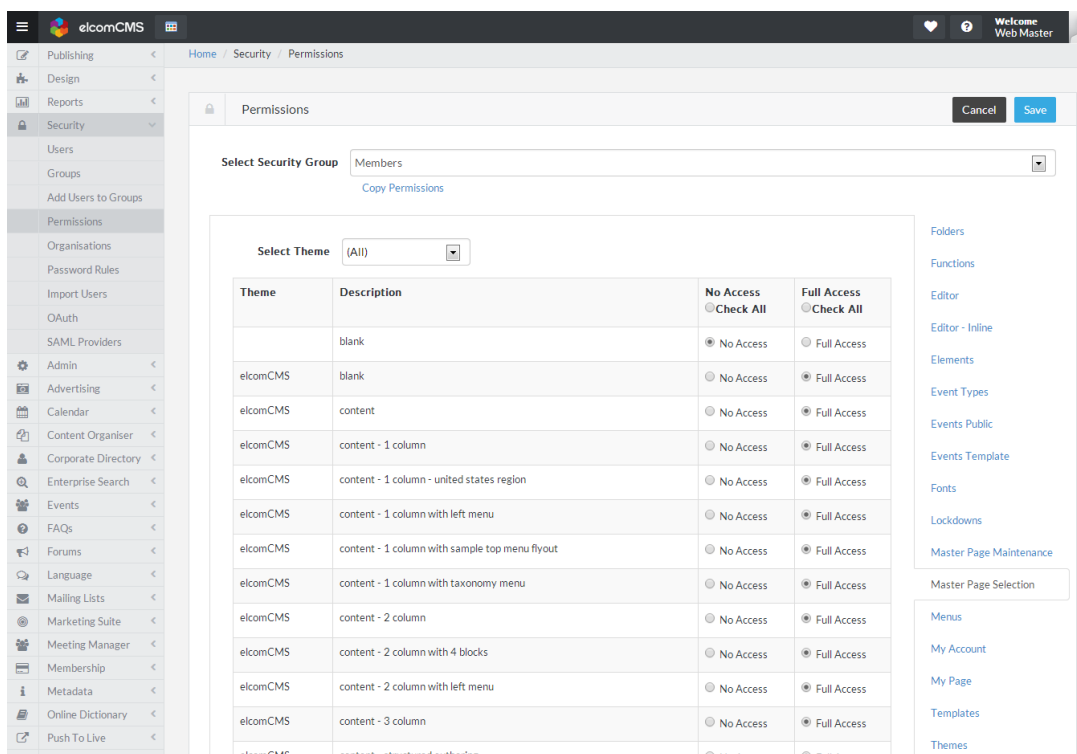 elcomCMS
Welcome
Web Master
Publishing
Design
Reports
Security
Users
Groups
Add Users to Groups
Permissions
Organisations
Password Rules
Import Users
OAuth
SAML Providers
Admin
Advertising
Calendar
Content Organiser
Corporate Directory
Enterprise Search
Events
FAQs
Forums
Language
Mailing Lists
Marketing Suite
Meeting Manager
Membership
Metadata
Online Dictionary
Push To Live
Home / Security / Permissions
Permissions
Cancel
Save
Select Security Group Members
Copy Permissions
Select Theme (All)
Theme Description No Access Full Access
Check All Check All
blank No Access Full Access
elcomCMS blank No Access Full Access
elcomCMS content No Access Full Access
elcomCMS content - 1 column No Access Full Access
elcomCMS content - 1 column - united states region No Access Full Access
elcomCMS content - 1 column with left menu No Access Full Access
elcomCMS content - 1 column with sample top menu flyout No Access Full Access
elcomCMS content - 1 column with taxonomy menu No Access Full Access
elcomCMS content - 2 column No Access Full Access
elcomCMS content - 2 column with 4 blocks No Access Full Access
elcomCMS content - 2 column with left menu No Access Full Access
elcomCMS content - 3 column No Access Full Access
Folders
Functions
Editor
Editor - Inline
Elements
Event Types
Events Public
Events Template
Fonts
Lockdowns
Master Page Maintenance
Master Page Selection
Menus
My Account
My Page
Templates
Themes